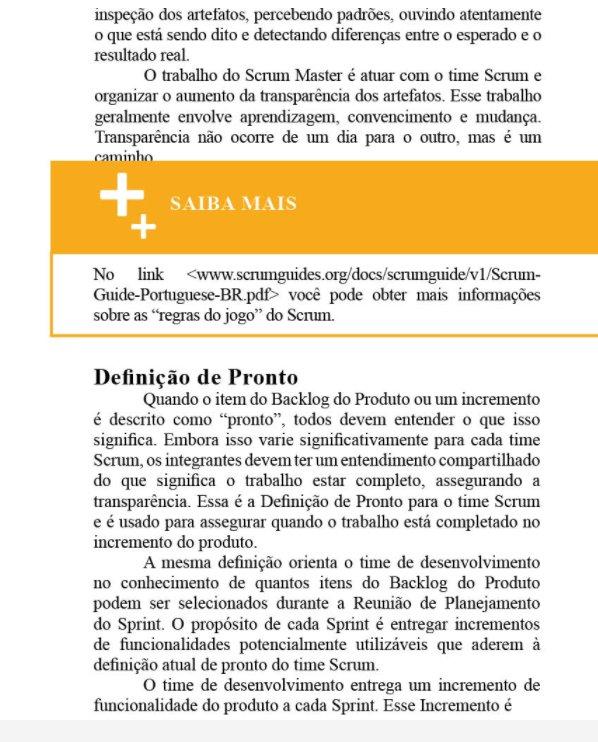 inspeção dos artefatos, percebendo padrões, ouvindo atentamente
o que está sendo dito e detectando diferenças entre o esperado e o
resultado real.
O trabalho do Scrum Master é atuar com o time Scrum e
organizar o aumento da transparência dos artefatos. Esse trabalho
geralmente envolve aprendizagem, convencimento e mudança.
Transparência não ocorre de um dia para o outro, mas é um
caminho
SAIBA MAIS
No link <www.scrumguides.org/docs/scrumguide/v1/Scrum-
Guide-Portuguese-BR.pdf> você pode obter mais informações
sobre as “regras do jogo” do Scrum.
Definição de Pronto
Quando o item do Backlog do Produto ou um incremento
é descrito como “pronto”, todos devem entender o que isso
significa. Embora isso varie significativamente para cada time
Scrum, os integrantes devem ter um entendimento compartilhado
do que significa o trabalho estar completo, assegurando a
transparência. Essa é a Definição de Pronto para o time Scrum
e é usado para assegurar quando o trabalho está completado no
incremento do produto.
A mesma definição orienta o time de desenvolvimento
no conhecimento de quantos itens do Backlog do Produto
podem ser selecionados durante a Reunião de Planejamento
do Sprint. O propósito de cada Sprint é entregar incrementos
de funcionalidades potencialmente utilizáveis que aderem à
definição atual de pronto do time Scrum.
O time de desenvolvimento entrega um incremento de
funcionalidade do produto a cada Sprint. Esse Incremento é